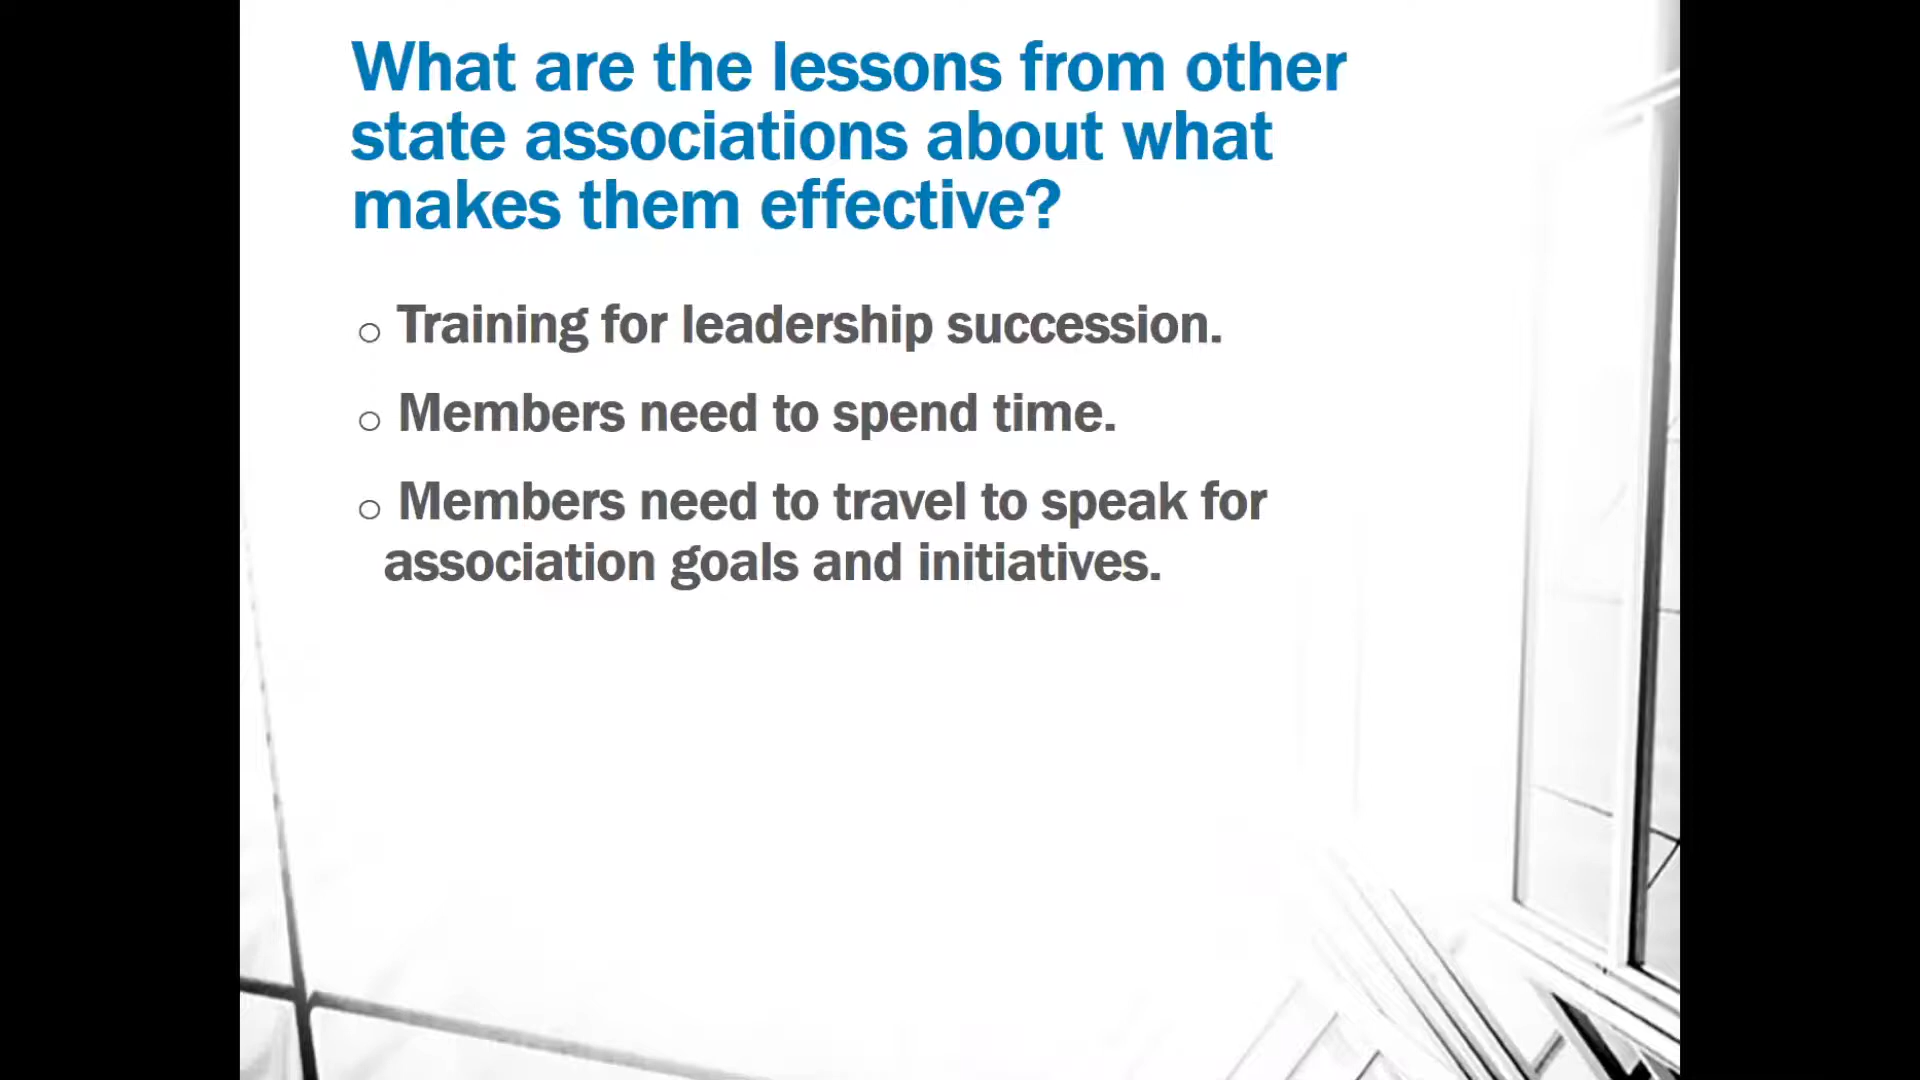 What are the lessons from other
state associations about what
makes them effective?
○ Training for leadership succession.
○ Members need to spend time.
○ Members need to travel to speak for
association goals and initiatives.